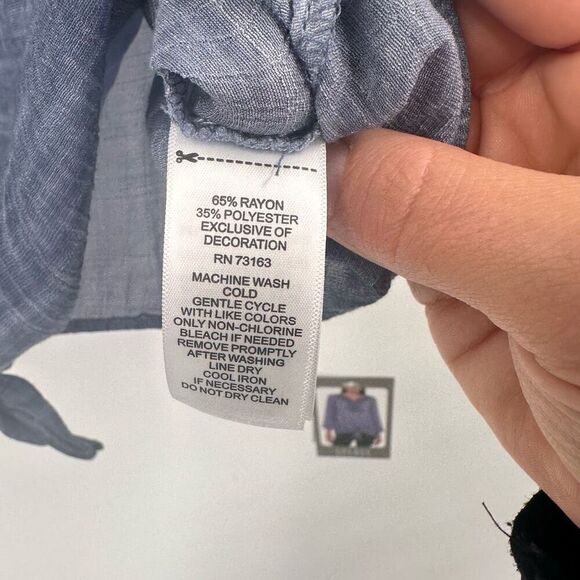 65% RAYON
35% POLYESTER
EXCLUSIVE OF
DECORATION
RN 73163
MACHINE WASH
COLD
GENTLE CYCLE
WITH LIKE COLORS
ONLY NON-CHLORINE
BLEACH IF NEEDED
REMOVE PROMPTLY
AFTER WASHING
LINE DRY
COOL IRON
IF NECESSARY
DO NOT DRY CLEAN